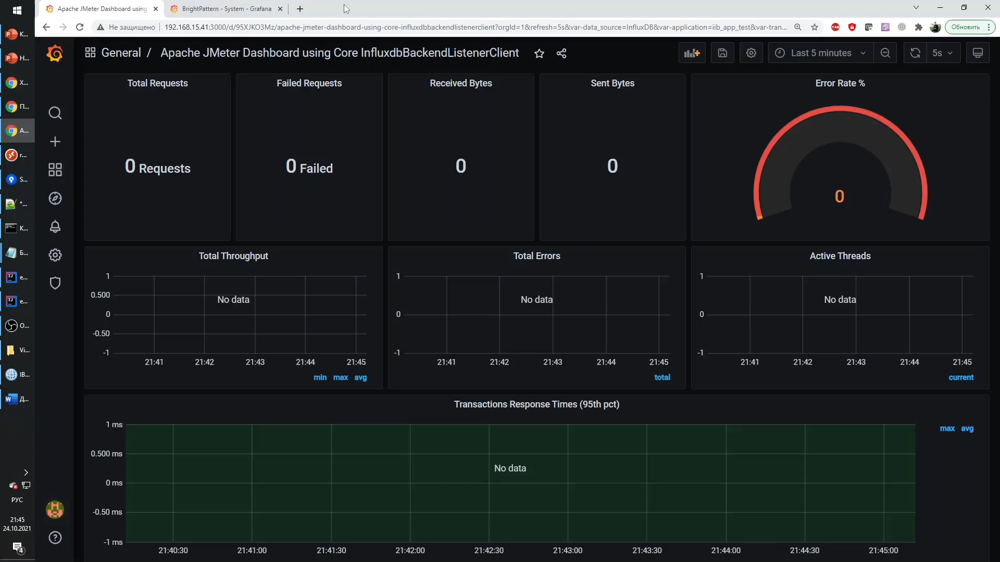 Apache JMeter Dashboard using
BrightPattern - System - Grafana
Не защищено
192.168.15.41:3000/d/95XJKO3Mz/apache-jmeter-dashboard-using-core-influxdbbackendlistenerclient?orgId=1&refresh=5s&var-data_source=InfluxDB&var-application=iib_app_test&var-tran...
Обновить
К...
Н...
Х...
П...
А...
r...
S...
*...
К...
Б...
e...
e...
O...
Vi...
IB...
Д...
РУС
21:45
24.10.2021
4
General / Apache JMeter Dashboard using Core InfluxdbBackendListenerClient
Last 5 minutes
5s
Total Requests
0 Requests
Failed Requests
0 Failed
Received Bytes
0
Sent Bytes
0
Error Rate %
0
Total Throughput
1
0.500
0
-0.50
-1
No data
21:41 21:42 21:43 21:44 21:45
min max avg
Total Errors
1
0
-1
No data
21:41 21:42 21:43 21:44 21:45
total
Active Threads
1
0
-1
No data
21:41 21:42 21:43 21:44 21:45
current
Transactions Response Times (95th pct)
1 ms
0.500 ms
0 ms
-0.50 ms
-1 ms
No data
max avg
21:40:30 21:41:00 21:41:30 21:42:00 21:42:30 21:43:00 21:43:30 21:44:00 21:44:30 21:45:00